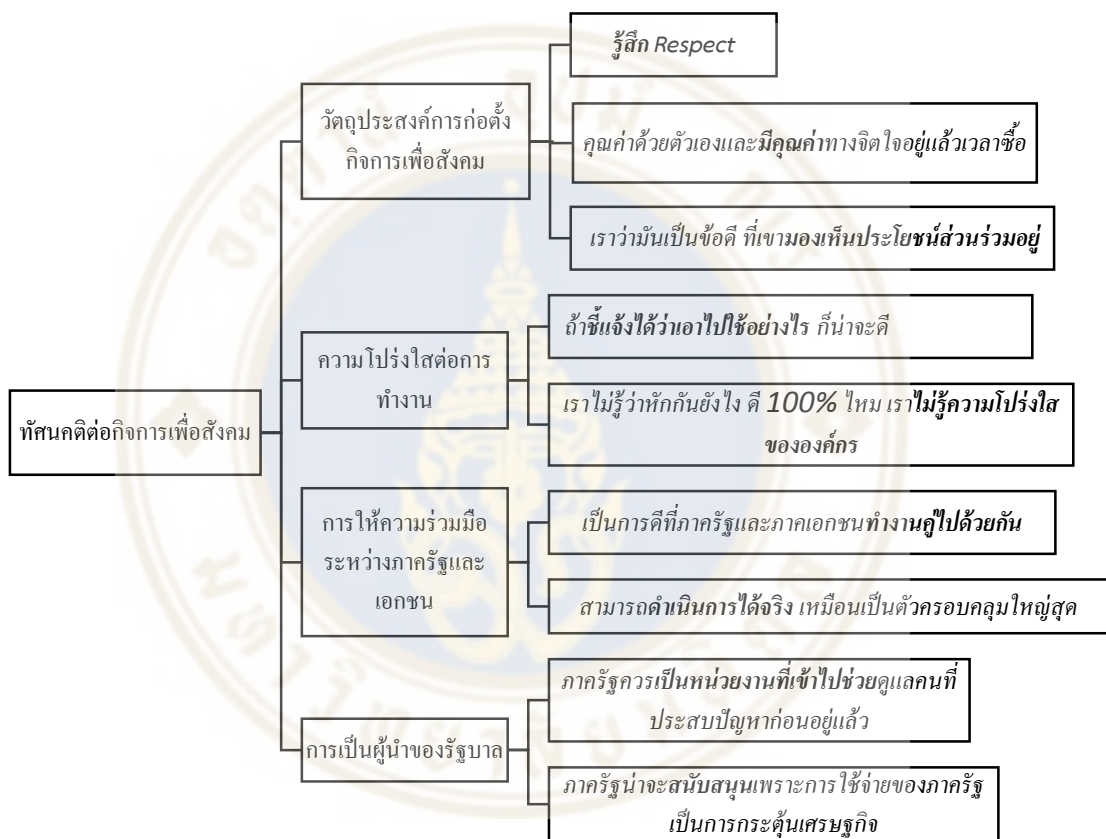 ทัศนคติต่อกิจการเพื่อสังคม
วัตถุประสงค์การก่อตั้ง
กิจการเพื่อสังคม
รู้สึก Respect
คุณค่าด้วยตัวเองและมีคุณค่าทางจิตใจอยู่แล้วเวลาซื้อ
เราว่ามันเป็นข้อดี ที่เขามองเห็นประโยชน์ส่วนร่วมอยู่
ความโปร่งใสต่อการ
ทำงาน
ถ้าชี้แจ้งได้ว่าเอาไปใช้อย่างไร ก็น่าจะดี
เราไม่รู้ว่าหักกันยังไง ดี 100% ไหม เราไม่รู้ความโปร่งใส
ขององค์กร
การให้ความร่วมมือ
ระหว่างภาครัฐและ
เอกชน
เป็นการดีที่ภาครัฐและภาคเอกชนทำงานคู่ไปด้วยกัน
สามารถดำเนินการได้จริง เหมือนเป็นตัวครอบคลุมใหญ่สุด
การเป็นผู้นำของรัฐบาล
ภาครัฐควรเป็นหน่วยงานที่เข้าไปช่วยดูแลคนที่
ประสบปัญหาก่อนอยู่แล้ว
ภาครัฐน่าจะสนับสนุนเพราะการใช้จ่ายของภาครัฐ
เป็นการกระตุ้นเศรษฐกิจ